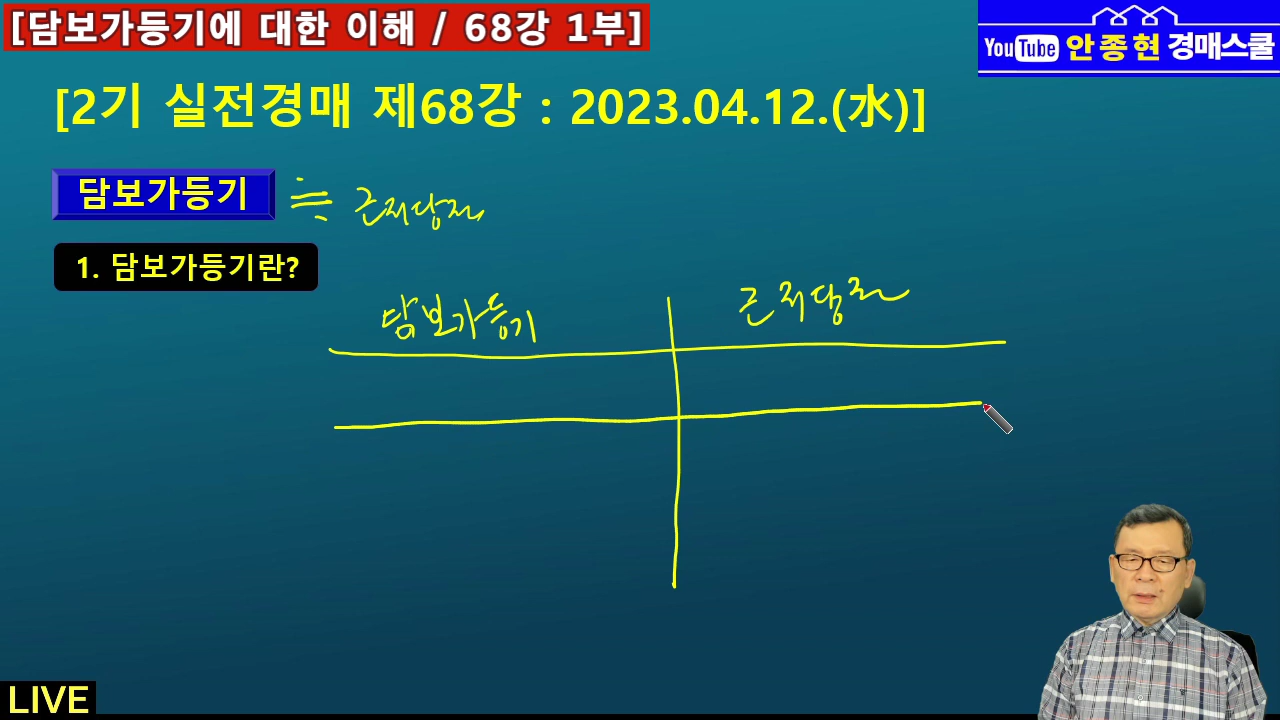 [담보가등기에 대한 이해 / 68강 1부]
YouTube 안종현 경매스쿨
[2기 실전경매 제68강 : 2023.04.12.(水)]
담보가등기 ≒ 근저당권
1. 담보가등기란?
담보가등기 근저당권
LIVE